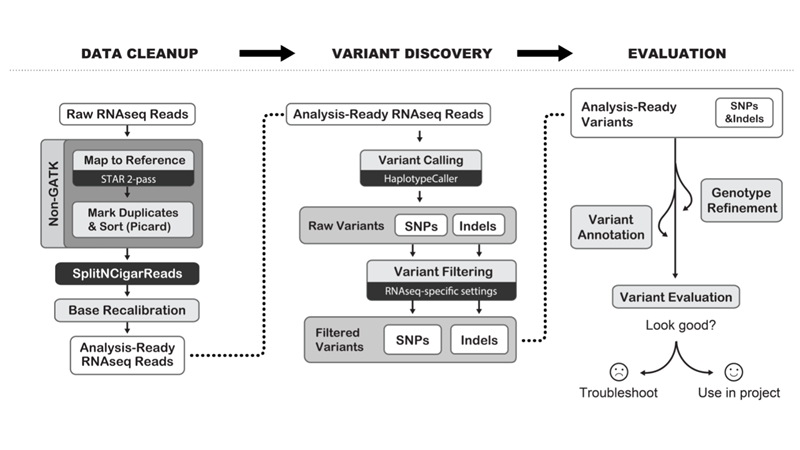 DATA CLEANUP
VARIANT DISCOVERY
EVALUATION
Raw RNAseq Reads
Non-GATK
Map to Reference
STAR 2-pass
Mark Duplicates
& Sort (Picard)
SplitNCigarReads
Base Recalibration
Analysis-Ready
RNAseq Reads
Analysis-Ready RNAseq Reads
Variant Calling
HaplotypeCaller
Raw Variants
SNPs
Indels
Variant Filtering
RNAseq-specific settings
Filtered
Variants
SNPs
Indels
Analysis-Ready
Variants
SNPs
&Indels
Genotype
Refinement
Variant
Annotation
Variant Evaluation
Look good?
Troubleshoot
Use in project